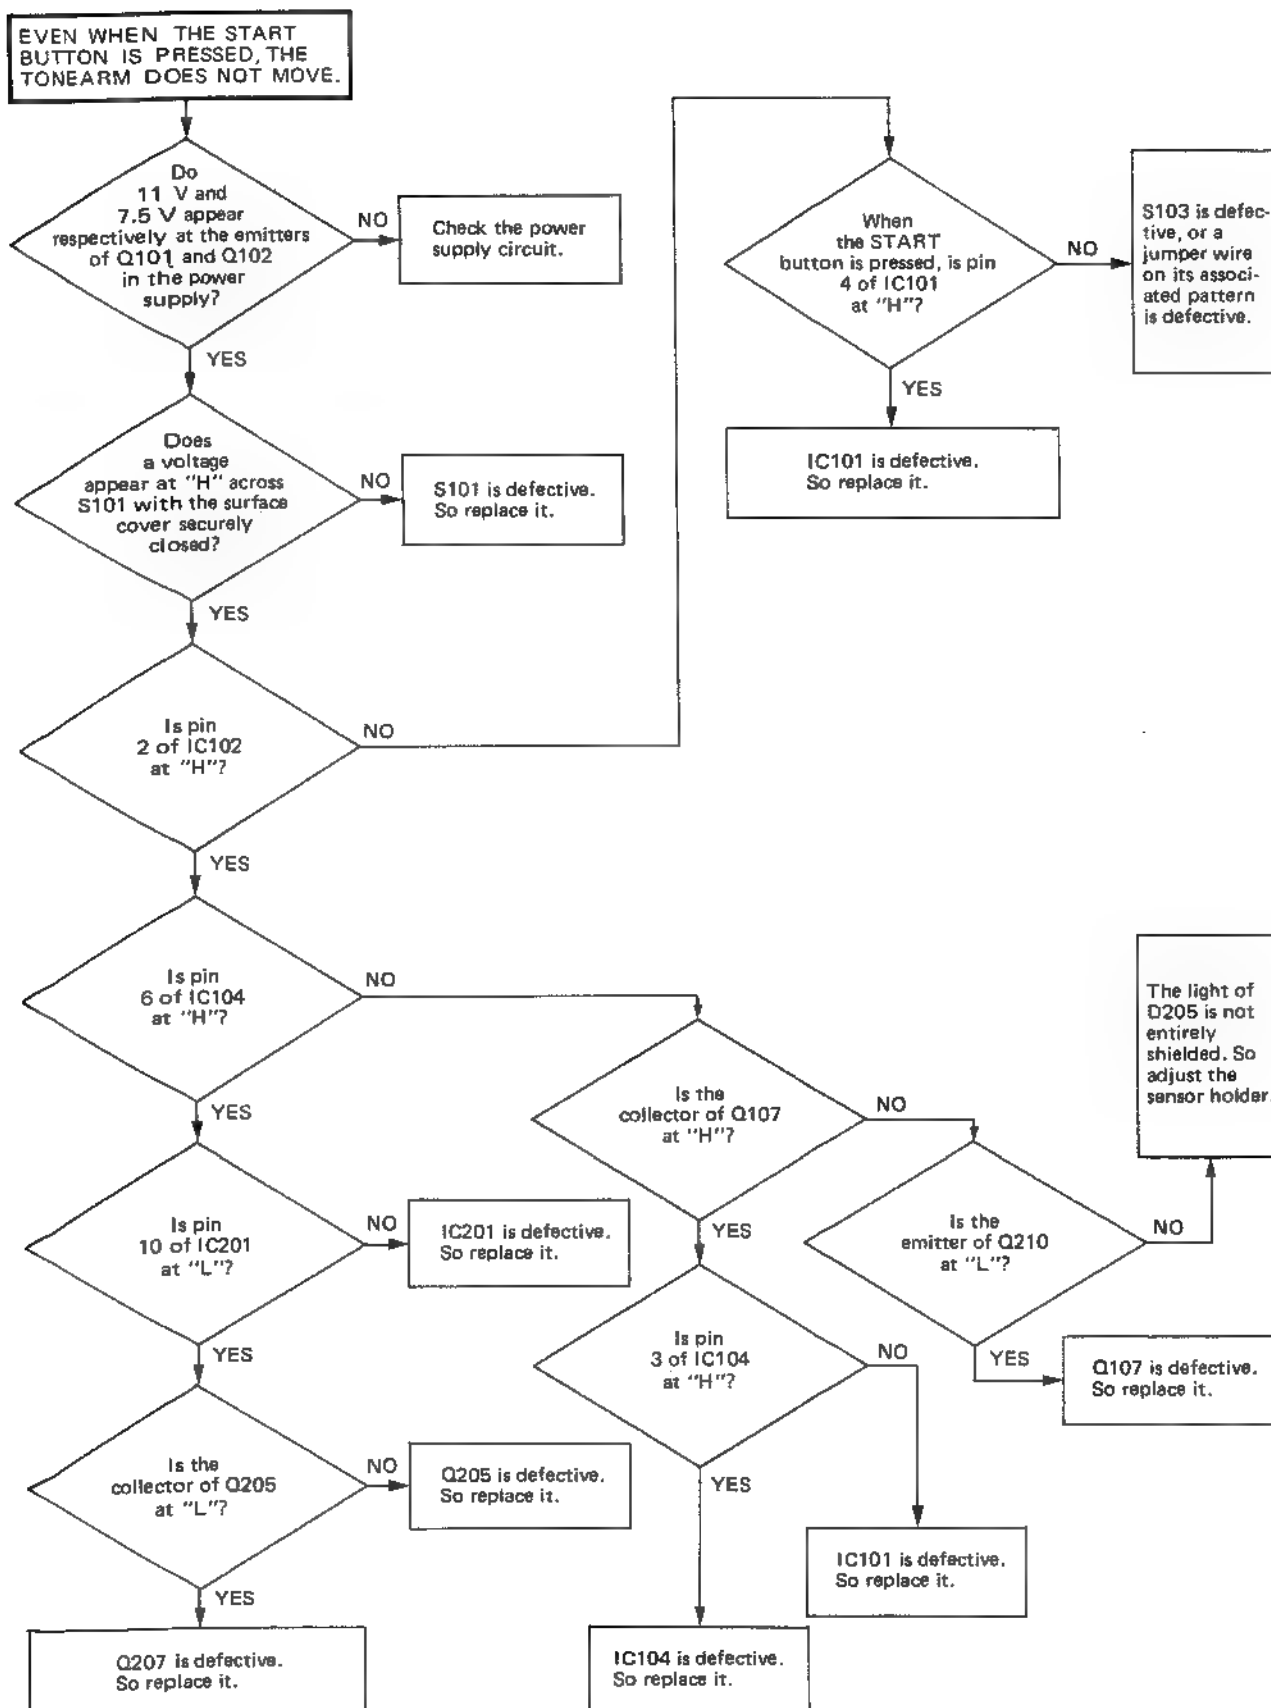 EVEN WHEN THE START
BUTTON IS PRESSED, THE
TONEARM DOES NOT MOVE.
Do
11 V and
7.5 V appear
respectively at the emitters
of Q101 and Q102
in the power
supply?
NO
Check the power
supply circuit.
YES
Does
a voltage
appear at "H" across
S101 with the surface
cover securely
closed?
NO
S101 is defective.
So replace it.
YES
Is pin
2 of IC102
at "H"?
NO
When
the START
button is pressed, is pin
4 of IC101
at "H"?
NO
S103 is defec-
tive, or a
jumper wire
on its associ-
ated pattern
is defective.
YES
IC101 is defective.
So replace it.
YES
Is pin
6 of IC104
at "H"?
NO
Is the
collector of Q107
at "H"?
NO
Is the
emitter of Q210
at "L"?
NO
The light of
D205 is not
entirely
shielded. So
adjust the
sensor holder.
YES
Q107 is defective.
So replace it.
YES
Is pin
3 of IC104
at "H"?
NO
IC101 is defective.
So replace it.
YES
IC104 is defective.
So replace it.
YES
Is pin
10 of IC201
at "L"?
NO
IC201 is defective.
So replace it.
YES
Is the
collector of Q205
at "L"?
NO
Q205 is defective.
So replace it.
YES
Q207 is defective.
So replace it.